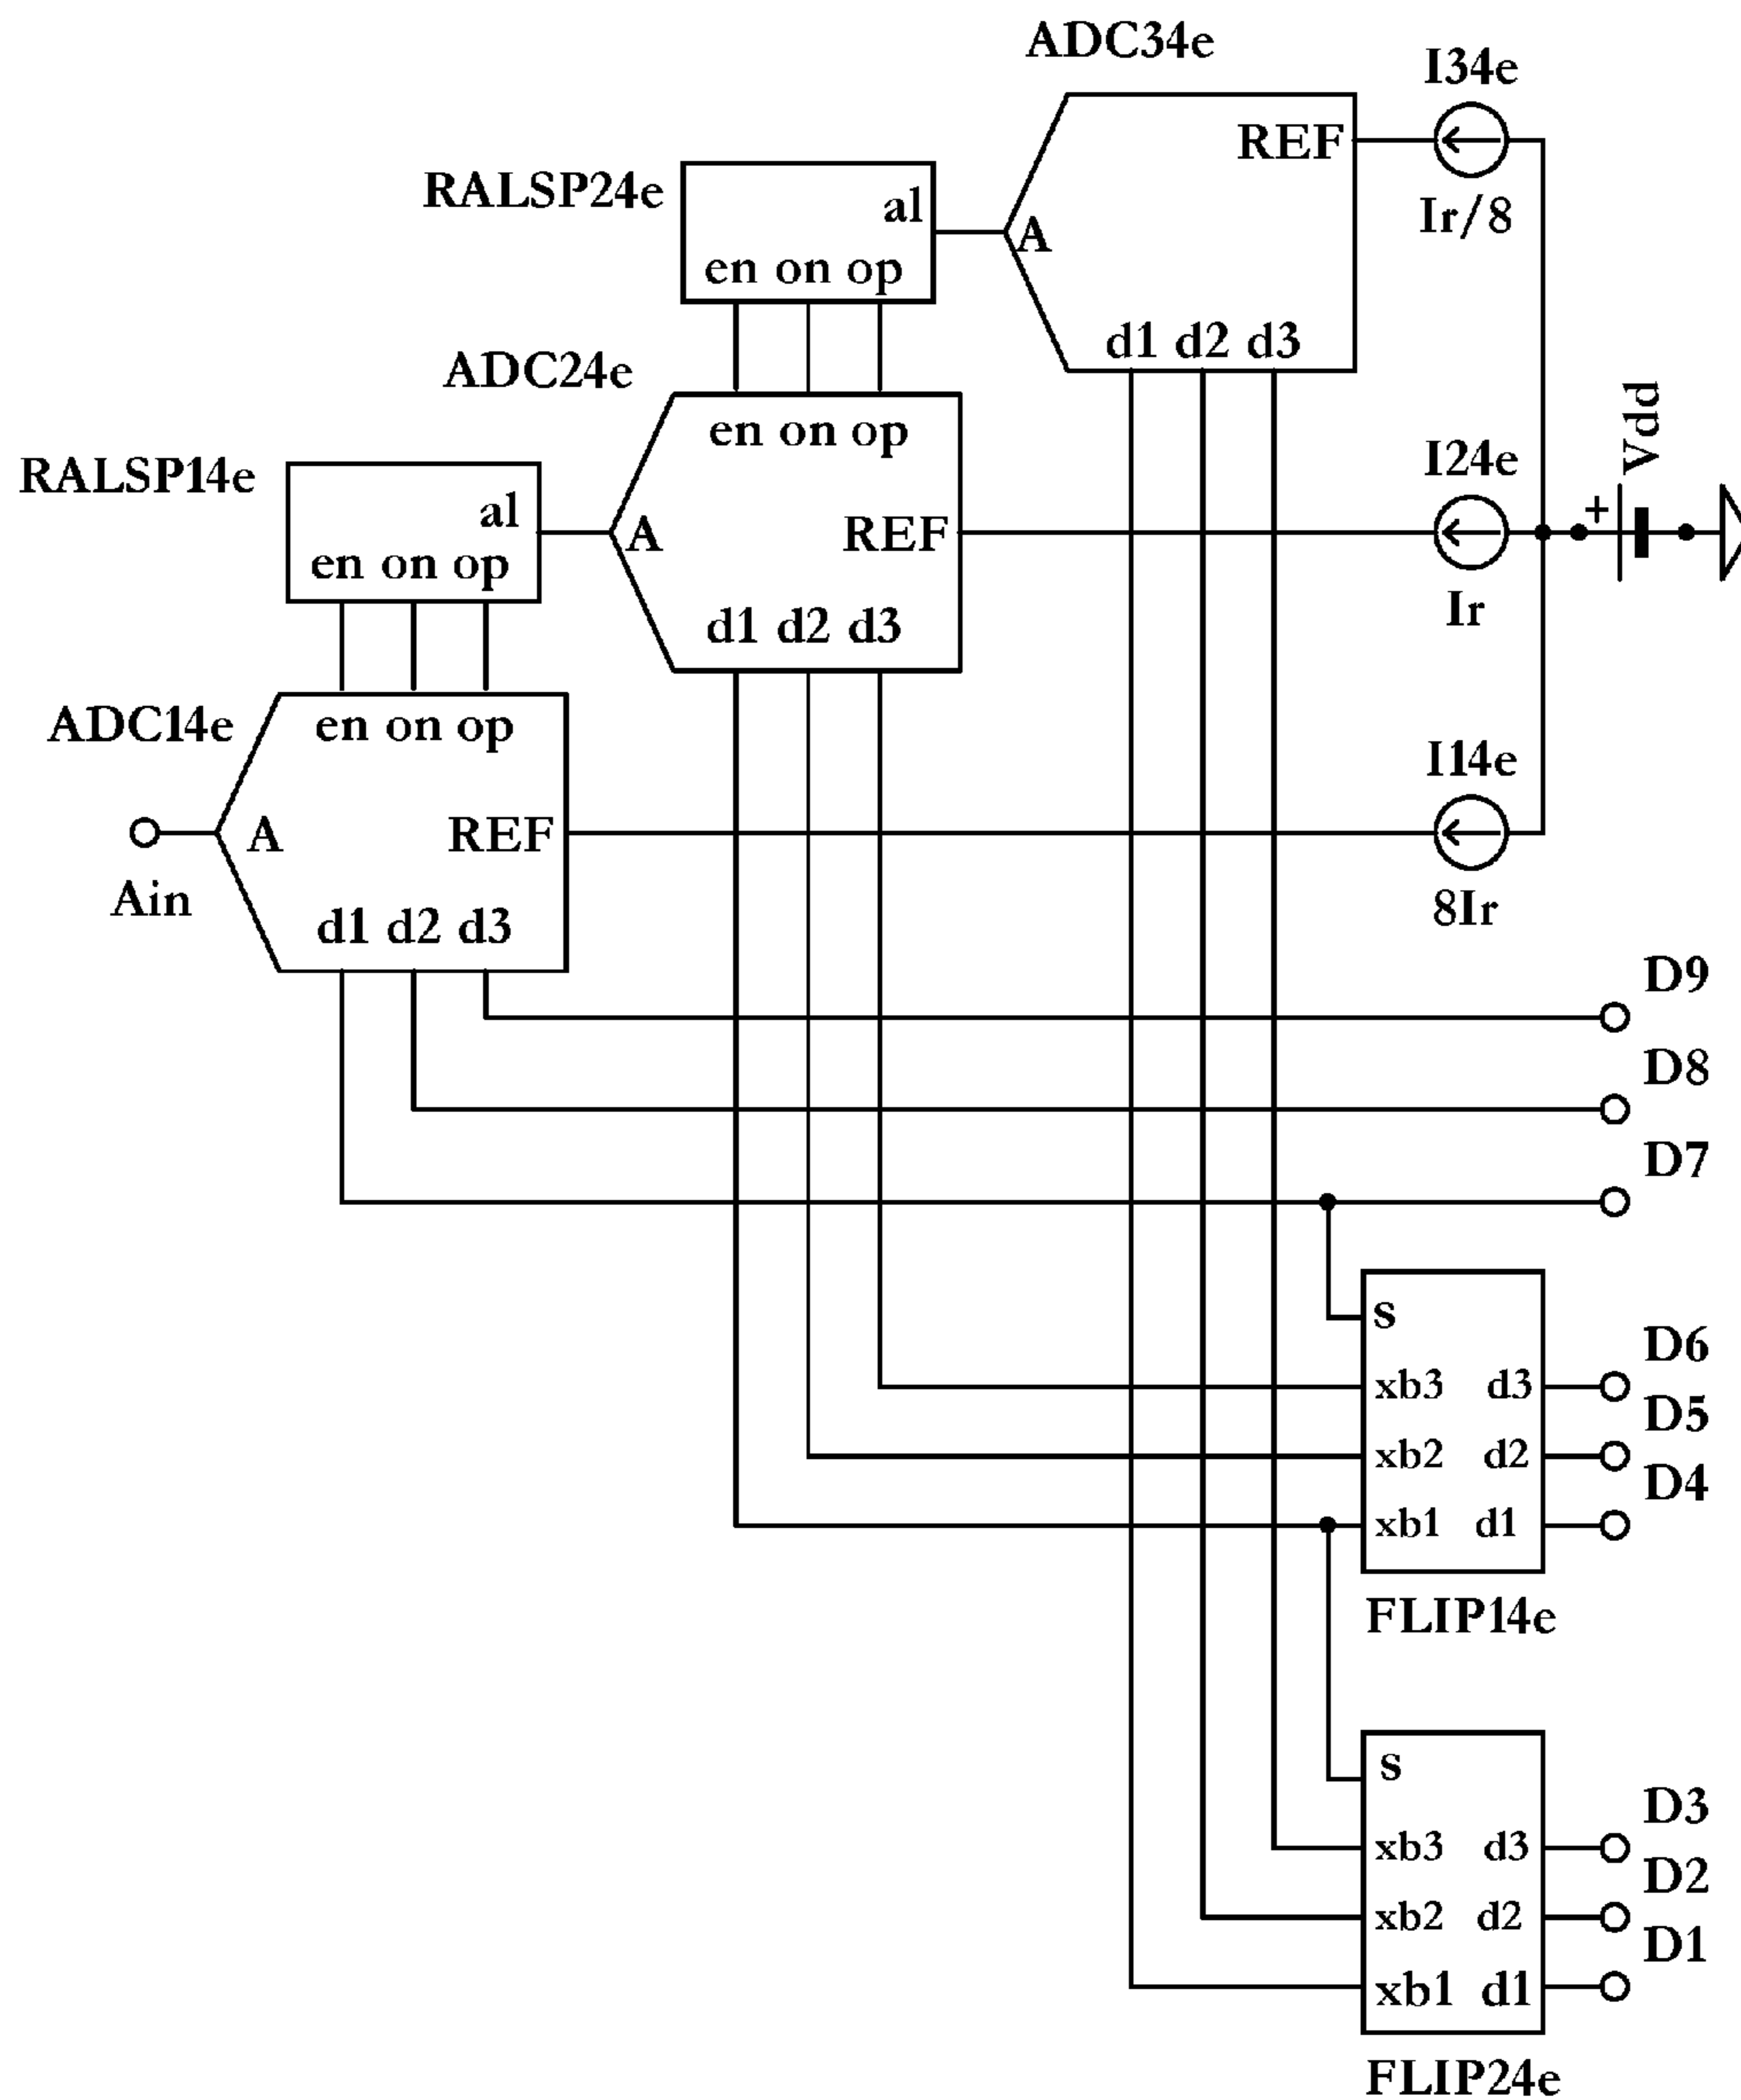 ADC34e
I34e
REF
Ir/8
RALSP24e
al
A
en on op
d1 d2 d3
ADC24e
en on op
I24e
Vdd
+
RALSP14e
al
A
REF
en on op
Ir
d1 d2 d3
ADC14e
en on op
I14e
A
REF
Ain
8Ir
d1 d2 d3
D9
D8
D7
s
D6
xb3 d3
D5
xb2 d2
D4
xb1 d1
FLIP14e
s
D3
xb3 d3
D2
xb2 d2
D1
xb1 d1
FLIP24e